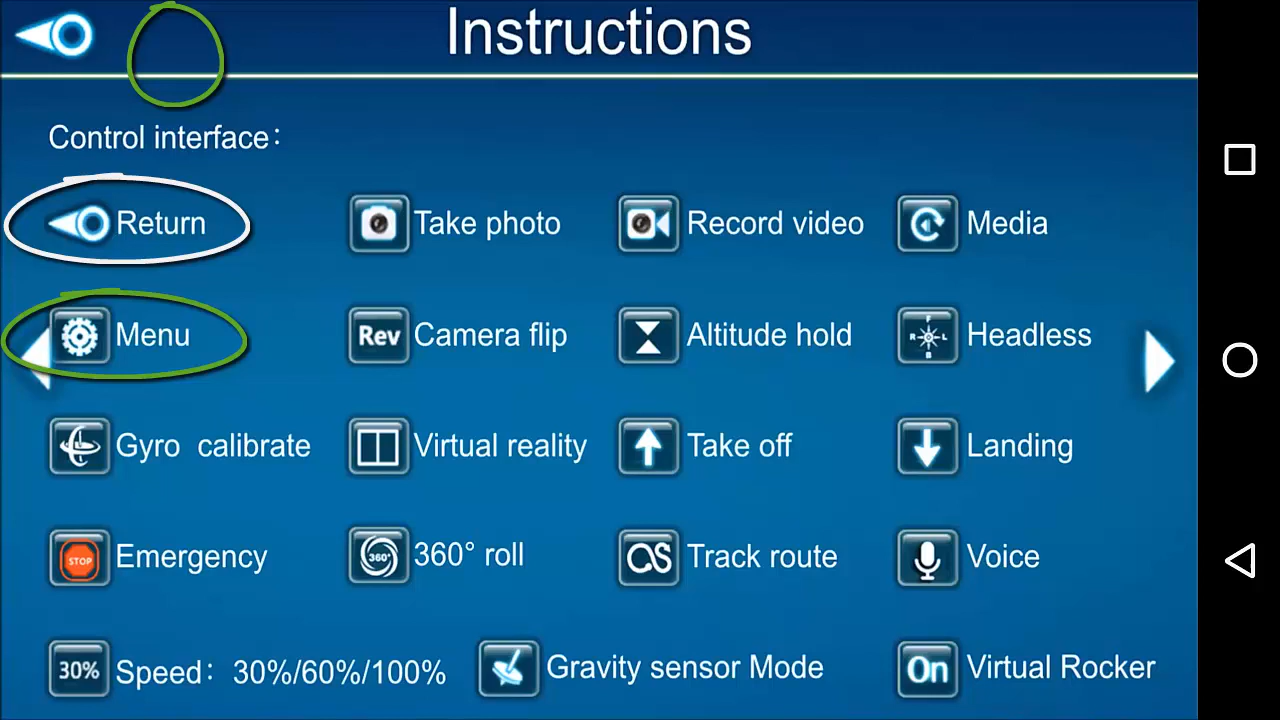 Instructions
Control interface:
Return Take photo Record video Media
Menu Rev Camera flip Altitude hold F R L B Headless
Gyro calibrate Virtual reality Take off Landing
STOP Emergency 360° 360° roll Track route Voice
30% Speed: 30%/60%/100% Gravity sensor Mode On Virtual Rocker